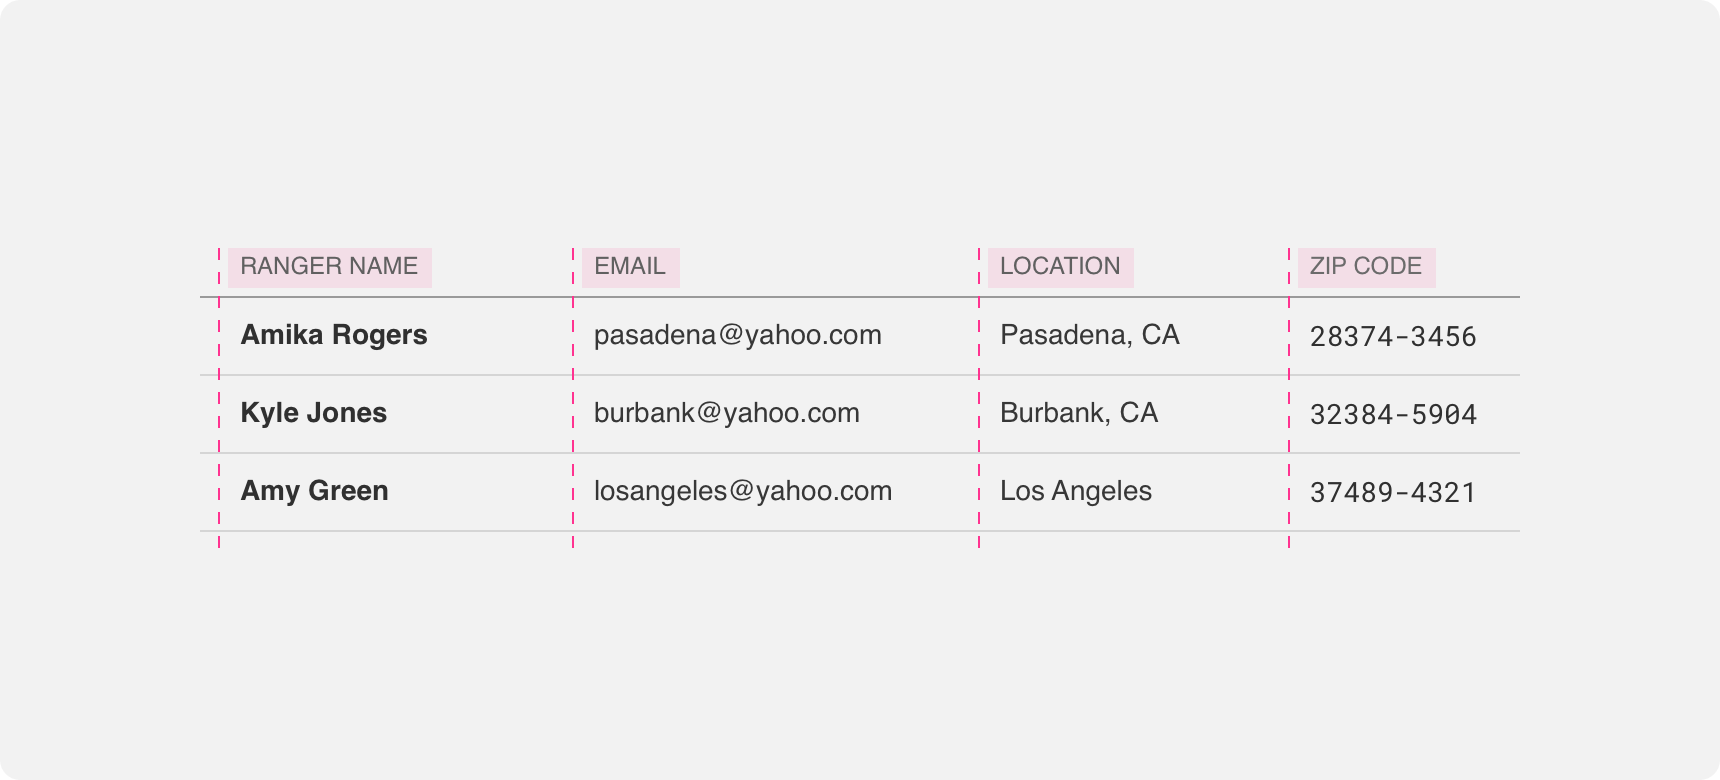 RANGER NAME EMAIL LOCATION ZIP CODE
Amika Rogers pasadena@yahoo.com Pasadena, CA 28374-3456
Kyle Jones burbank@yahoo.com Burbank, CA 32384-5904
Amy Green losangeles@yahoo.com Los Angeles 37489-4321